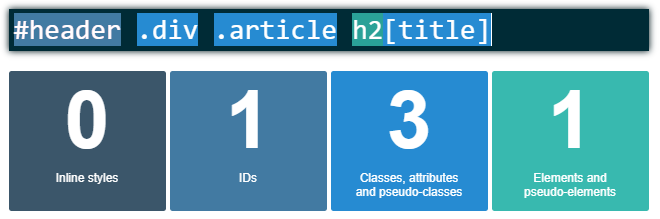 #header .div .article h2[title]
0 1 3 1
Inline styles IDs Classes, attributes Elements and
and pseudo-classes pseudo-elements